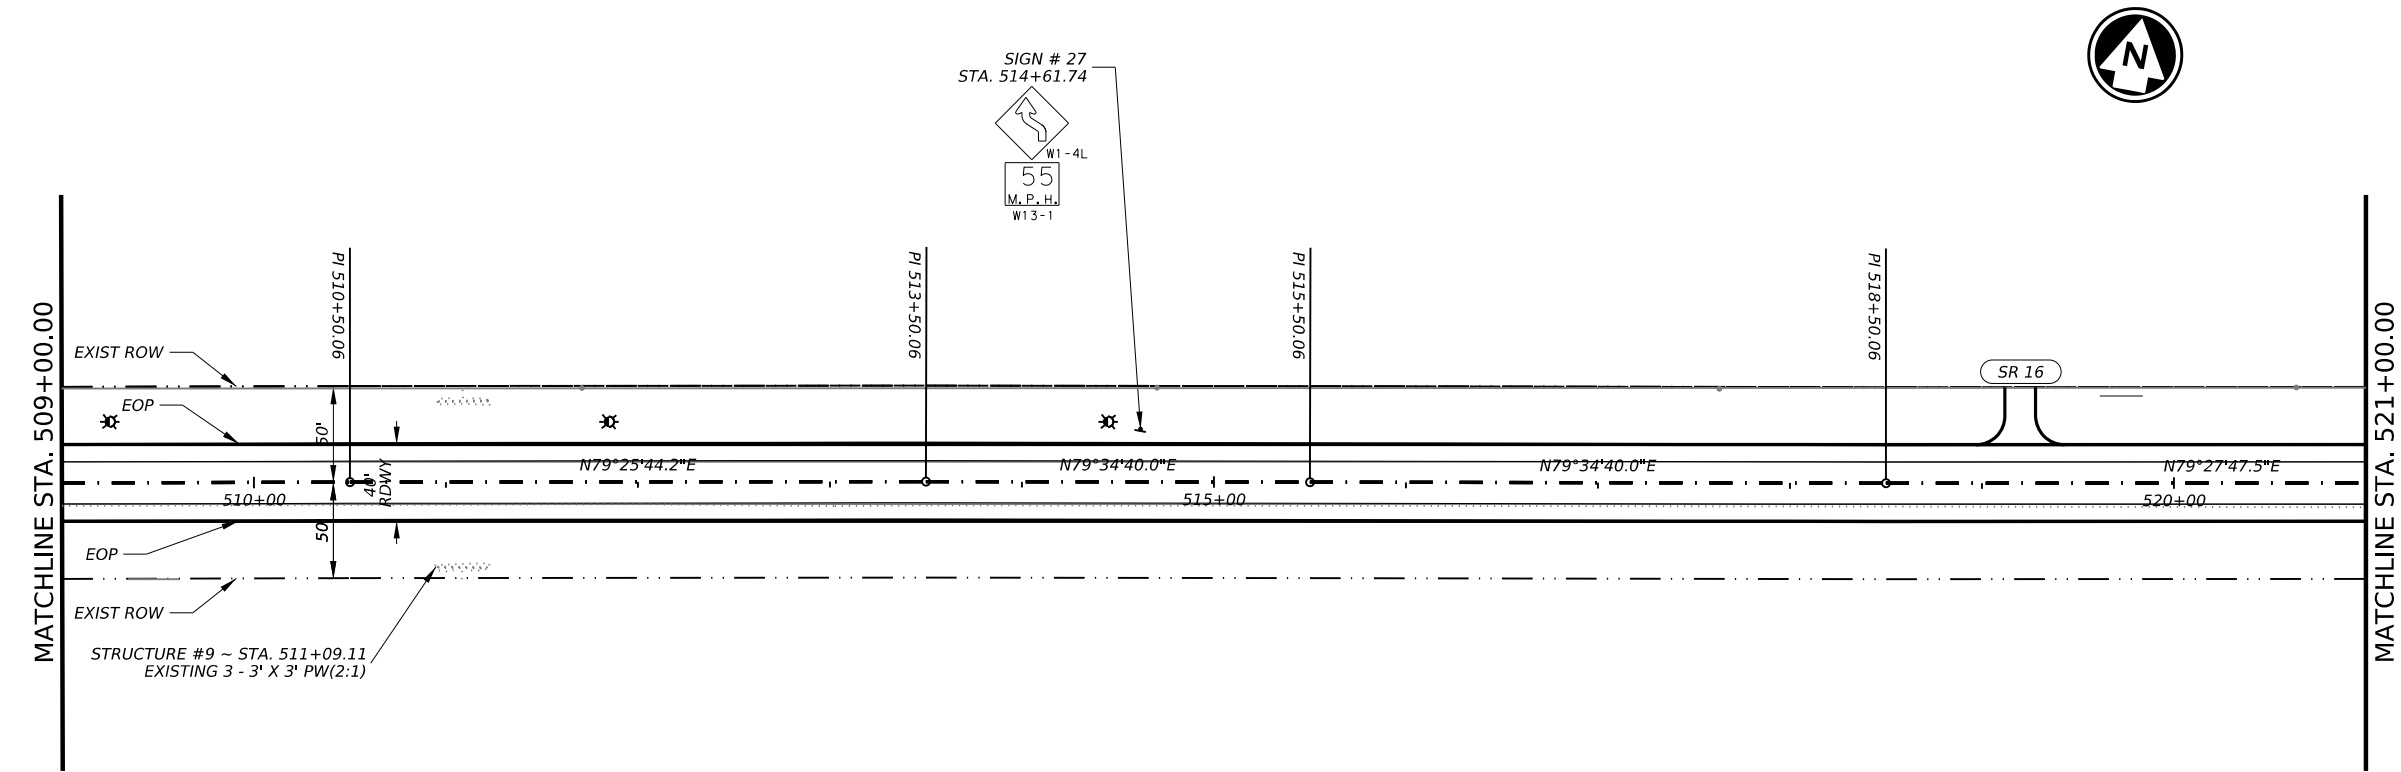 N
SIGN # 27
STA. 514+61.74
W1-4L
55
M.P.H.
W13-1
PI 510+50.06
PI 513+50.06
PI 515+50.06
PI 518+50.06
MATCHLINE STA. 509+00.00
MATCHLINE STA. 521+00.00
EXIST ROW
SR 16
EOP
50'
40'
RDWY
N79°25'44.2"E
N79°34'40.0"E
N79°34'40.0"E
N79°27'47.5"E
510+00
515+00
520+00
50'
EOP
EXIST ROW
STRUCTURE #9 ~ STA. 511+09.11
EXISTING 3 - 3' X 3' PW(2:1)